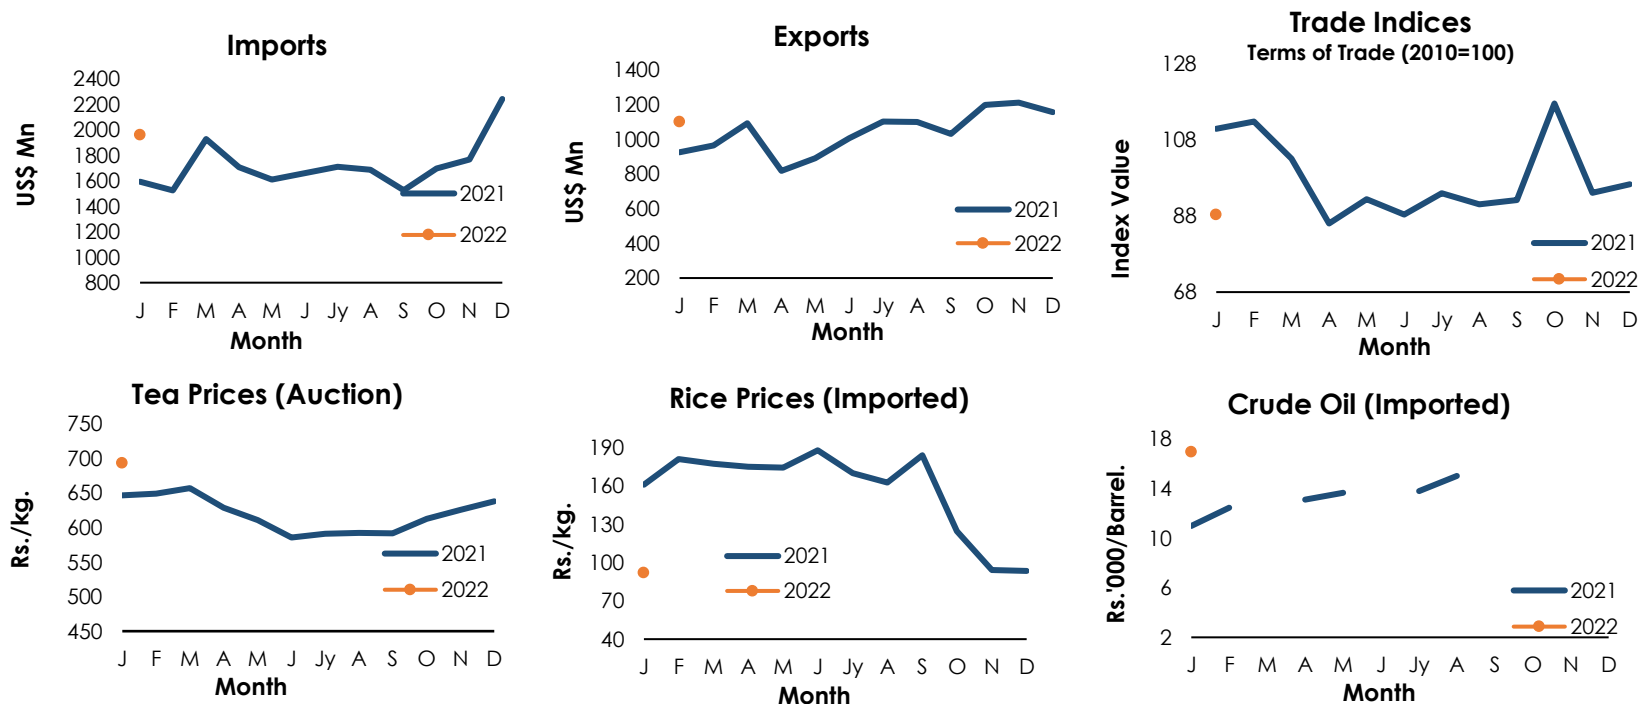 Imports
US$ Mn
2400
2200
2000
1800
1600
1400
1200
1000
800
2021
2022
J F M A M J Jy A S O N D
Month
Exports
US$ Mn
1400
1200
1000
800
600
400
200
2021
2022
J F M A M J Jy A S O N D
Month
Trade Indices
Terms of Trade (2010=100)
Index Value
128
108
88
68
2021
2022
J F M A M J Jy A S O N D
Month
Tea Prices (Auction)
Rs./kg.
750
700
650
600
550
500
450
2021
2022
J F M A M J Jy A S O N D
Month
Rice Prices (Imported)
Rs./kg.
190
160
130
100
70
40
2021
2022
J F M A M J Jy A S O N D
Month
Crude Oil (Imported)
Rs.'000/Barrel.
18
14
10
6
2
2021
2022
J F M A M J Jy A S O N D
Month